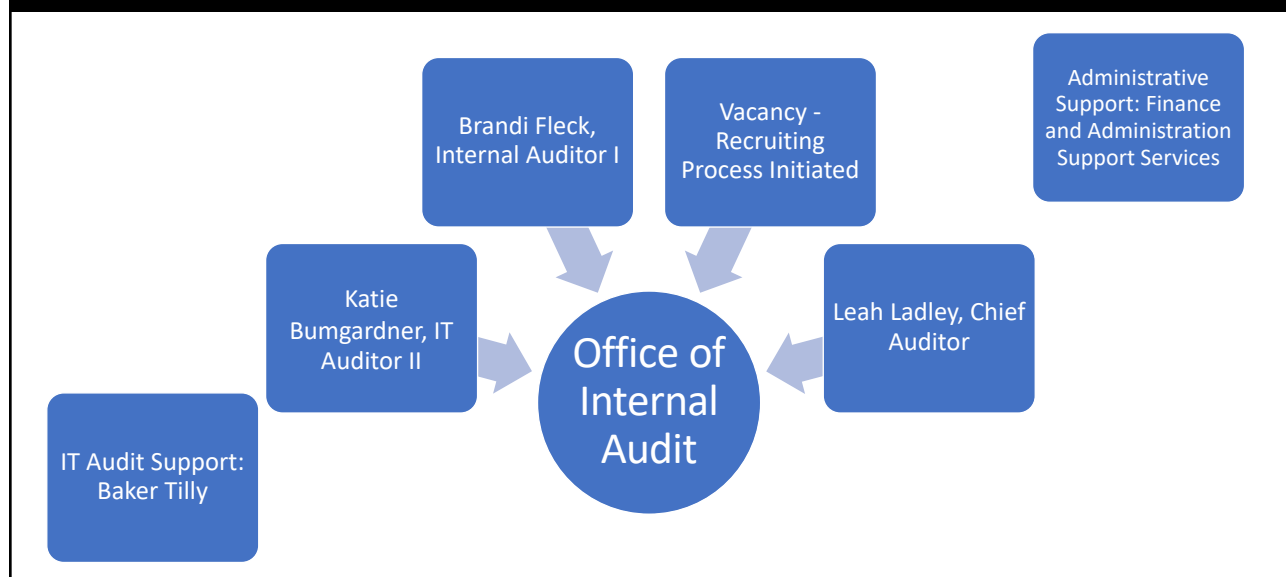 Administrative
Support: Finance
and Administration
Support Services
Brandi Fleck,
Internal Auditor I
Vacancy -
Recruiting
Process Initiated
Katie
Bumgardner, IT
Auditor II
Leah Ladley, Chief
Auditor
Office of
Internal
Audit
IT Audit Support:
Baker Tilly